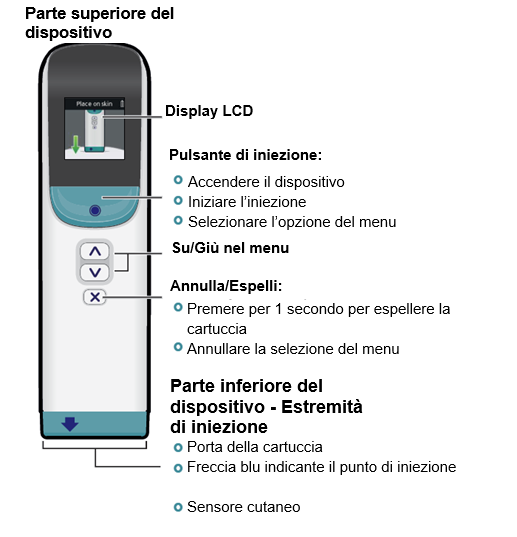 Parte superiore del
dispositivo
Place on skin
Display LCD
Pulsante di iniezione:
Accendere il dispositivo
Iniziare l'iniezione
Selezionare l'opzione del menu
Su/Giù nel menu
Annulla/Espelli:
Premere per 1 secondo per espellere la
cartuccia
Annullare la selezione del menu
Parte inferiore del
dispositivo - Estremità
di iniezione
Porta della cartuccia
Freccia blu indicante il punto di iniezione
Sensore cutaneo